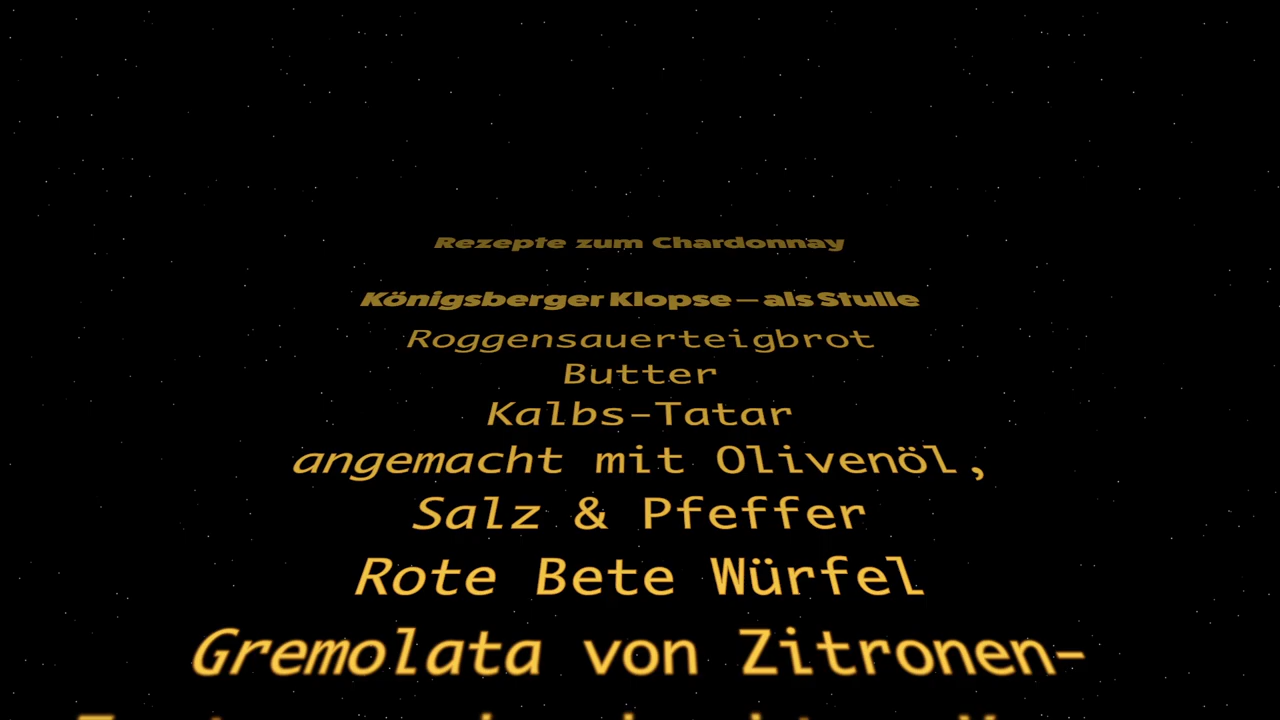 Rezepte zum Chardonnay
Königsberger Klopse – als Stulle
Roggensauerteigbrot
Butter
Kalbs-Tatar
angemacht mit Olivenöl,
Salz & Pfeffer
Rote Bete Würfel
Gremolata von Zitronen-